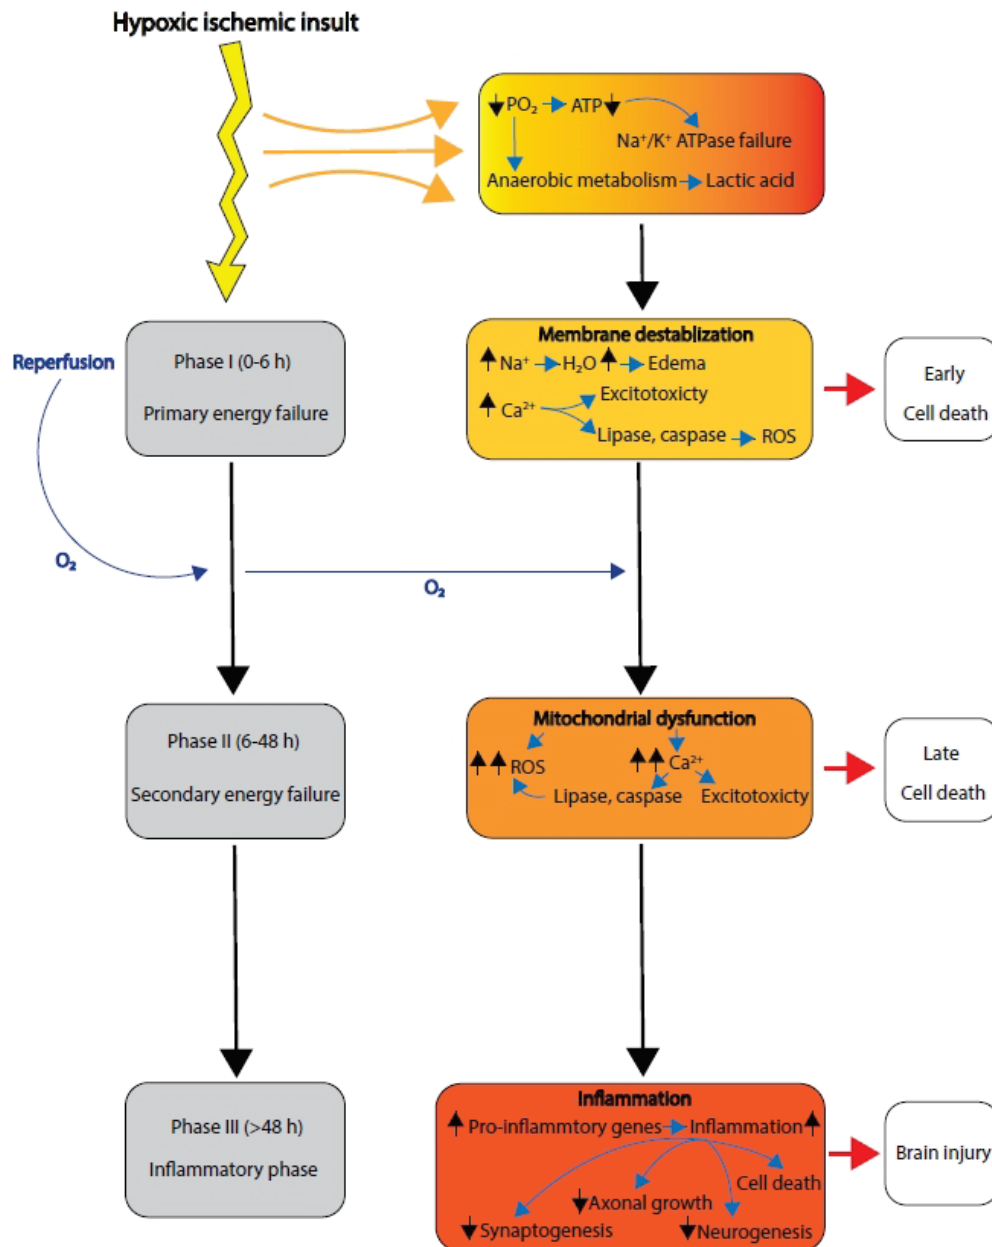 Hypoxic ischemic insult
PO₂ ATP
Na⁺/K⁺ ATPase failure
Anaerobic metabolism Lactic acid
Reperfusion
Phase I (0-6 h)
Primary energy failure
Membrane destablization
Na⁺ H₂O Edema
Excitotoxicty
Ca²⁺
Lipase, caspase ROS
Early
Cell death
O₂
O₂
Phase II (6-48 h)
Secondary energy failure
Mitochondrial dysfunction
ROS Ca²⁺
Lipase, caspase Excitotoxicty
Late
Cell death
Phase III (>48 h)
Inflammatory phase
Inflammation
Pro-inflammtory genes Inflammation
Cell death
Axonal growth
Synaptogenesis Neurogenesis
Brain injury